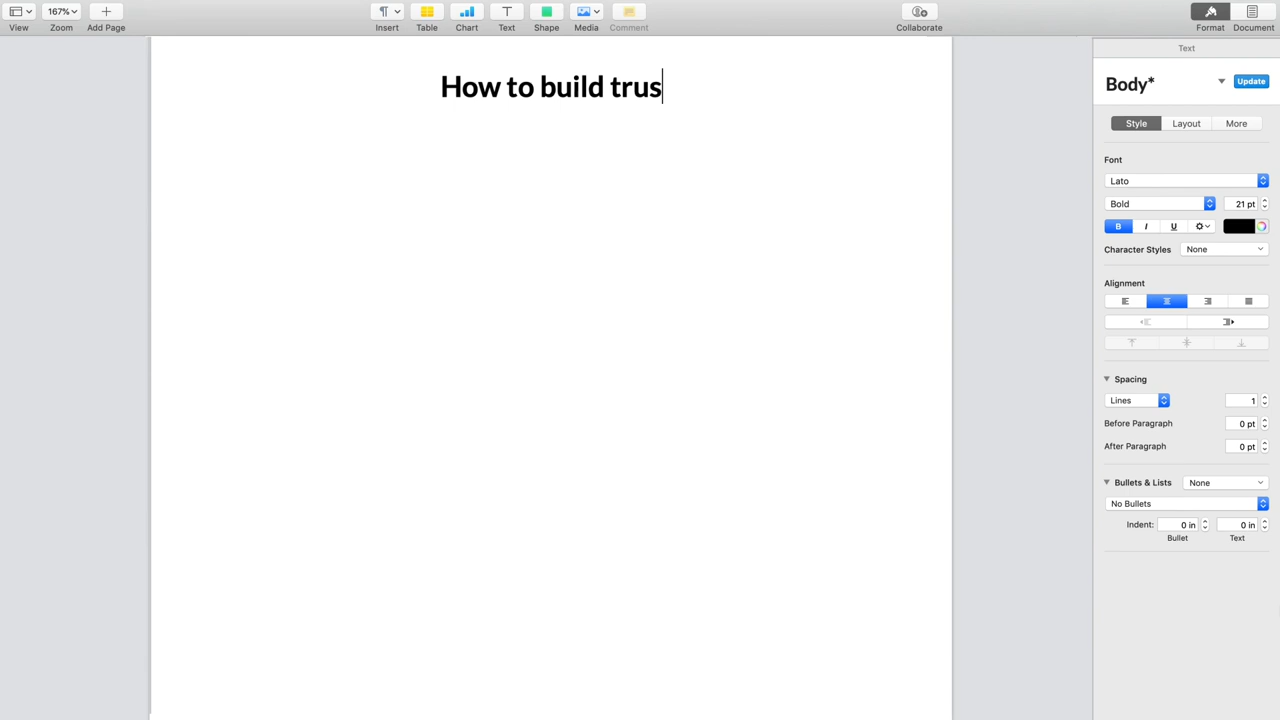 167%
View
Zoom
Add Page
Insert
Table
Chart
Text
Shape
Media
Comment
Collaborate
Format
Document
How to build trus
Text
Body*
Update
Style
Layout
More
Font
Lato
Bold
21 pt
B
I
U
Character Styles
None
Alignment
Spacing
Lines
1
Before Paragraph
0 pt
After Paragraph
0 pt
Bullets & Lists
None
No Bullets
Indent:
0 in
0 in
Bullet
Text